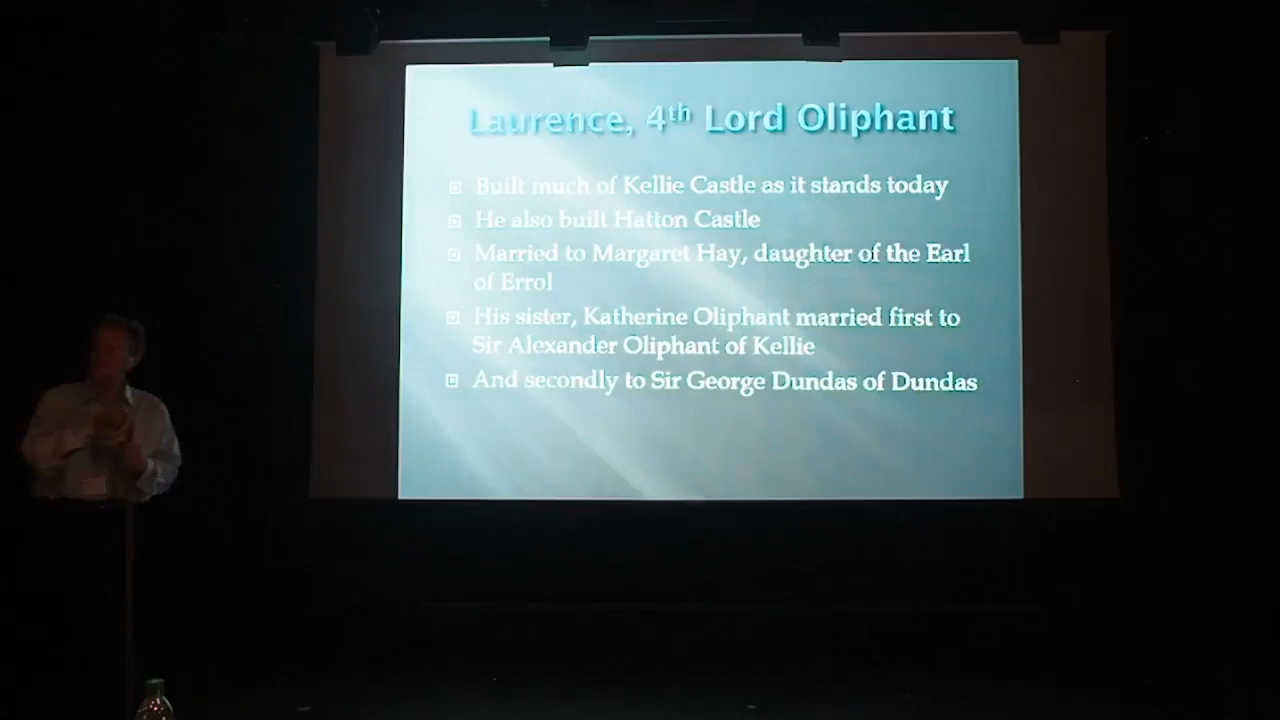 Laurence, 4th Lord Oliphant
Built much of Kellie Castle as it stands today
He also built Hatton Castle
Married to Margaret Hay, daughter of the Earl
of Errol
His sister, Katherine Oliphant married first to
Sir Alexander Oliphant of Kellie
And secondly to Sir George Dundas of Dundas